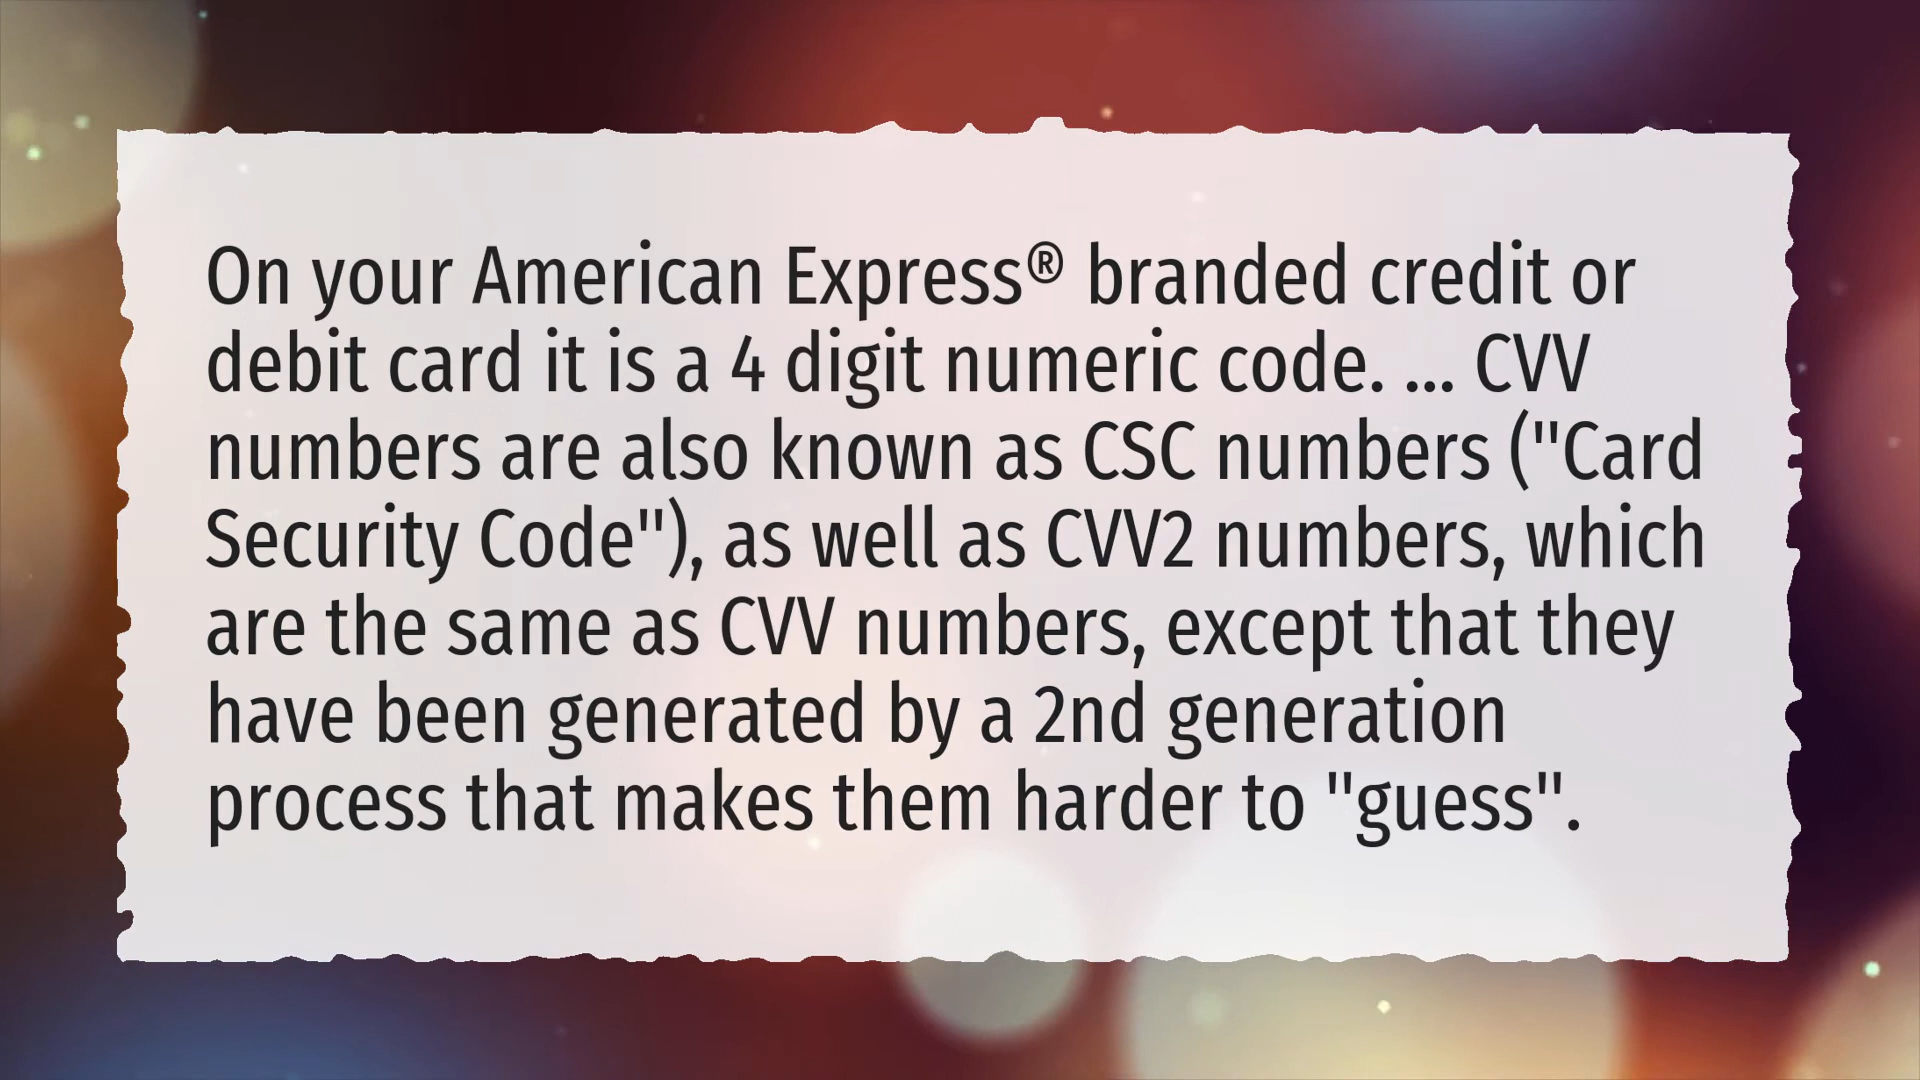 On your American Express® branded credit or
debit card it is a 4 digit numeric code. ... CVV
numbers are also known as CSC numbers ("Card
Security Code"), as well as CVV2 numbers, which
are the same as CVV numbers, except that they
have been generated by a 2nd generation
process that makes them harder to "guess".